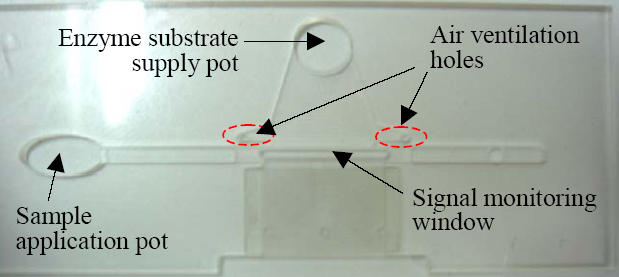 Enzyme substrate
supply pot
Air ventilation
holes
Sample
application pot
Signal monitoring
window